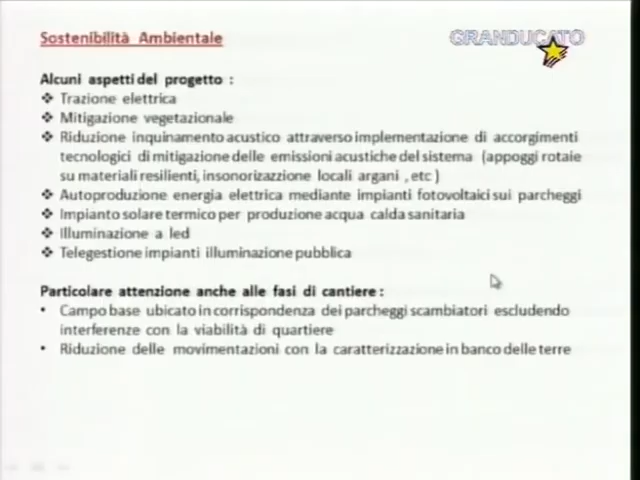 Sostenibilità Ambientale
GRANDUCATO
Alcuni aspetti del progetto :
❖ Trazione elettrica
❖ Mitigazione vegetazionale
❖ Riduzione inquinamento acustico attraverso implementazione di accorgimenti
tecnologici di mitigazione delle emissioni acustiche del sistema (appoggi rotaie
su materiali resilienti, insonorizazzione locali argani , etc )
❖ Autoproduzione energia elettrica mediante impianti fotovoltaici sui parcheggi
❖ Impianto solare termico per produzione acqua calda sanitaria
❖ Illuminazione a led
❖ Telegestione impianti illuminazione pubblica
Particolare attenzione anche alle fasi di cantiere :
• Campo base ubicato in corrispondenza dei parcheggi scambiatori escludendo
interferenze con la viabilità di quartiere
• Riduzione delle movimentazioni con la caratterizzazione in banco delle terre